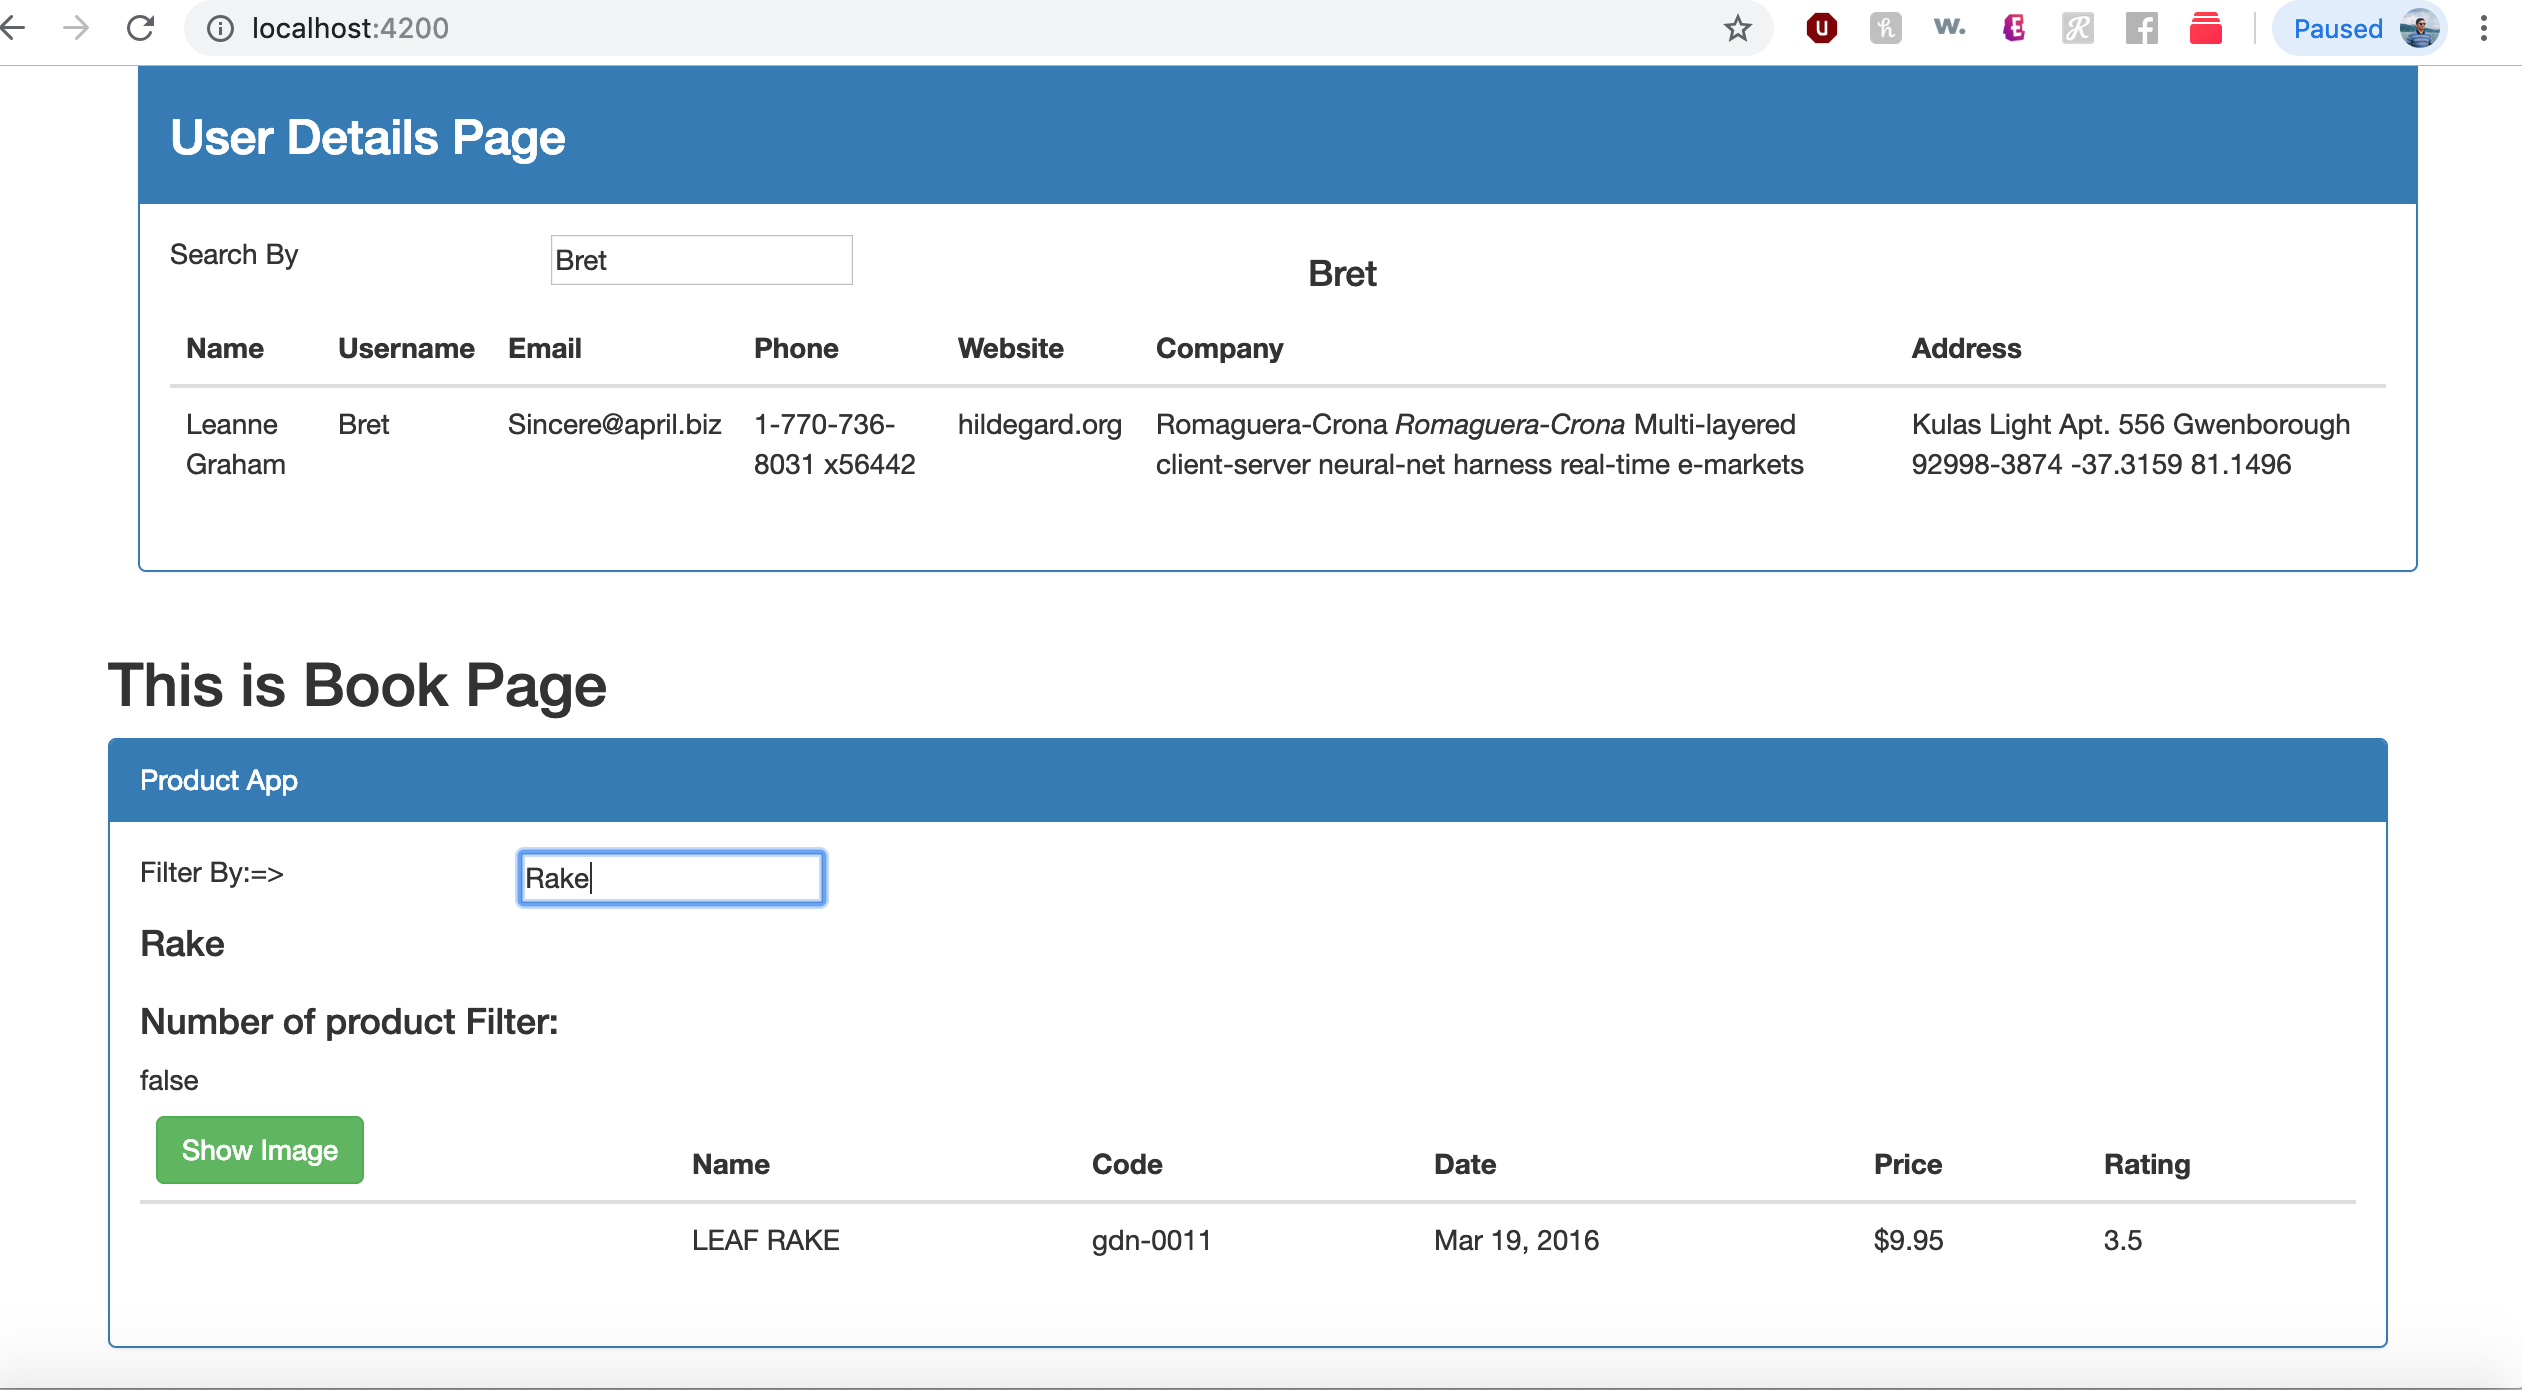 localhost:4200
Paused
User Details Page
Search By
Bret
Bret
Name Username Email Phone Website Company Address
Leanne Bret Sincere@april.biz 1-770-736- hildegard.org Romaguera-Crona Romaguera-Crona Multi-layered Kulas Light Apt. 556 Gwenborough
Graham 8031 x56442 client-server neural-net harness real-time e-markets 92998-3874 -37.3159 81.1496
This is Book Page
Product App
Filter By:=>
Rake
Rake
Number of product Filter:
false
Show Image Name Code Date Price Rating
LEAF RAKE gdn-0011 Mar 19, 2016 $9.95 3.5